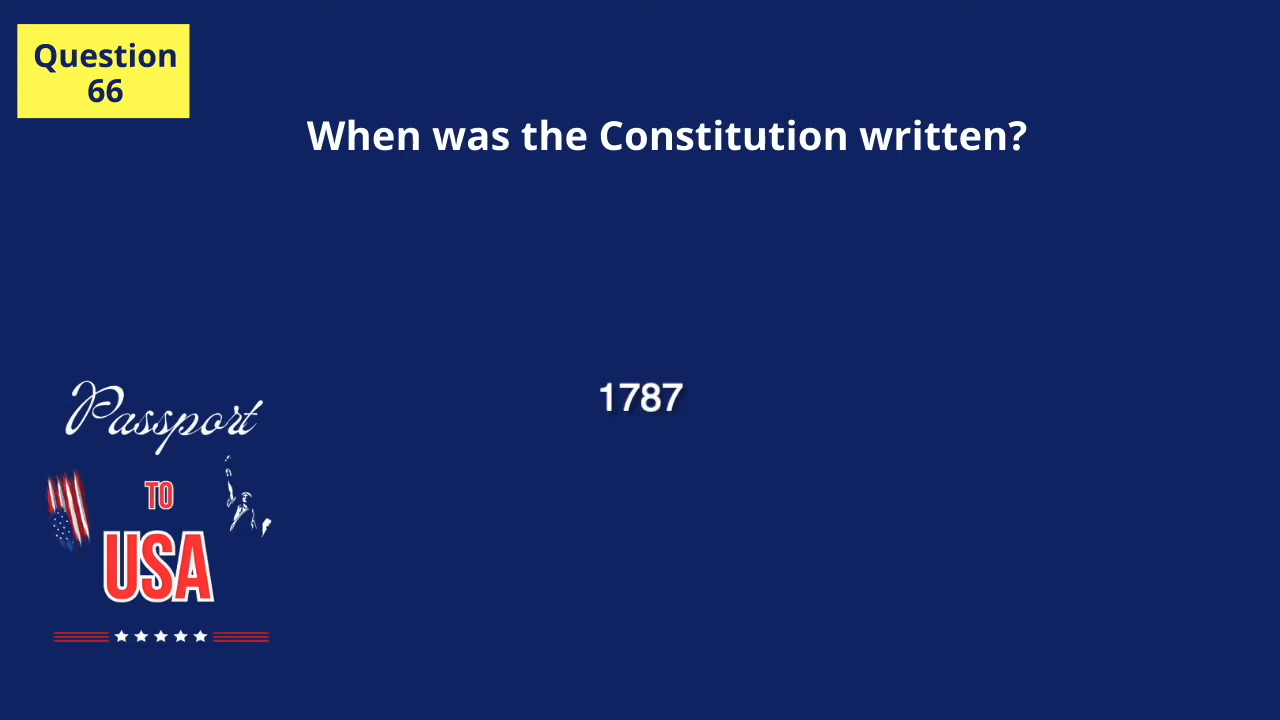 Question
66
When was the Constitution written?
1787
Passport
TO
USA